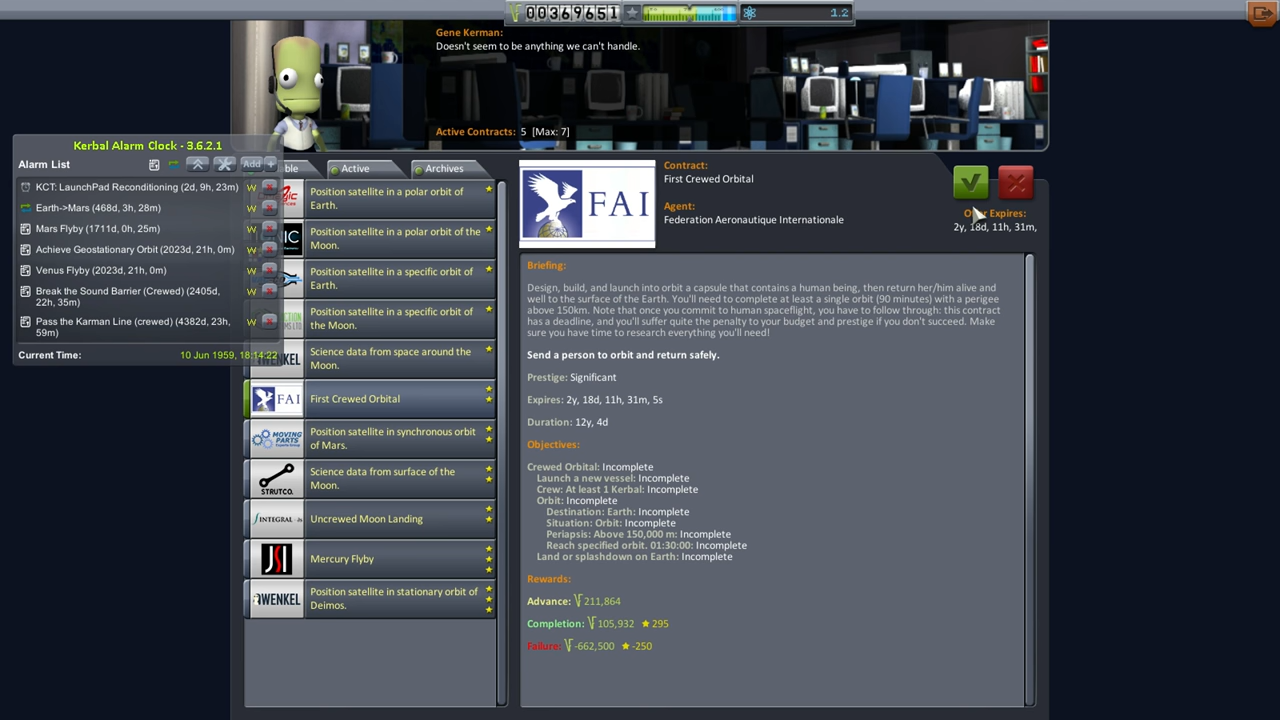 00369651
1.2
Gene Kerman:
Doesn't seem to be anything we can't handle.
Active Contracts: 5 [Max: 7]
Kerbal Alarm Clock - 3.6.2.1
Alarm List
Add +
KCT: LaunchPad Reconditioning (2d, 9h, 23m) W
Earth->Mars (468d, 3h, 28m) W
Mars Flyby (1711d, 0h, 25m) W
Achieve Geostationary Orbit (2023d, 21h, 0m) W
Venus Flyby (2023d, 21h, 0m) W
Break the Sound Barrier (Crewed) (2405d,
22h, 35m) W
Pass the Karman Line (crewed) (4382d, 23h,
59m) W
Current Time: 10 Jun 1959, 18:14:22
Active
Archives
Position satellite in a polar orbit of
Earth.
Position satellite in a polar orbit of the
Moon.
Position satellite in a specific orbit of
Earth.
Position satellite in a specific orbit of
the Moon.
Science data from space around the
Moon.
FAI
First Crewed Orbital
MOVING
PARTS
Position satellite in synchronous orbit
of Mars.
STRUTCO.
Science data from surface of the
Moon.
INTEGRAL
Uncrewed Moon Landing
JSI
Mercury Flyby
WENKEL
Position satellite in stationary orbit of
Deimos.
FAI
Contract:
First Crewed Orbital
Agent:
Federation Aeronautique Internationale
Expires:
2y, 18d, 11h, 31m,
Briefing:
Design, build, and launch into orbit a capsule that contains a human being, then return her/him alive and
well to the surface of the Earth. You'll need to complete at least a single orbit (90 minutes) with a perigee
above 150km. Note that once you commit to human spaceflight, you have to follow through: this contract
has a deadline, and you'll suffer quite the penalty to your budget and prestige if you don't succeed. Make
sure you have time to research everything you'll need!
Send a person to orbit and return safely.
Prestige: Significant
Expires: 2y, 18d, 11h, 31m, 5s
Duration: 12y, 4d
Objectives:
Crewed Orbital: Incomplete
Launch a new vessel: Incomplete
Crew: At least 1 Kerbal: Incomplete
Orbit: Incomplete
Destination: Earth: Incomplete
Situation: Orbit: Incomplete
Periapsis: Above 150,000 m: Incomplete
Reach specified orbit. 01:30:00: Incomplete
Land or splashdown on Earth: Incomplete
Rewards:
Advance: 211,864
Completion: 105,932 ★295
Failure: -662,500 ★-250